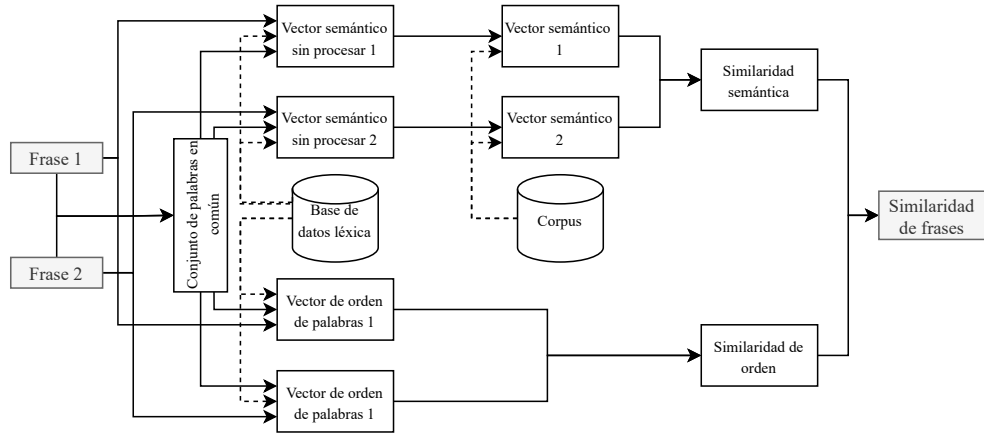 Vector semántico
sin procesar 1
Vector semántico
1
Similaridad
semántica
Vector semántico
sin procesar 2
Vector semántico
2
Frase 1
Frase 2
Conjunto de palabras en
común
Base de
datos léxica
Corpus
Similaridad
de frases
Vector de orden
de palabras 1
Similaridad de
orden
Vector de orden
de palabras 1